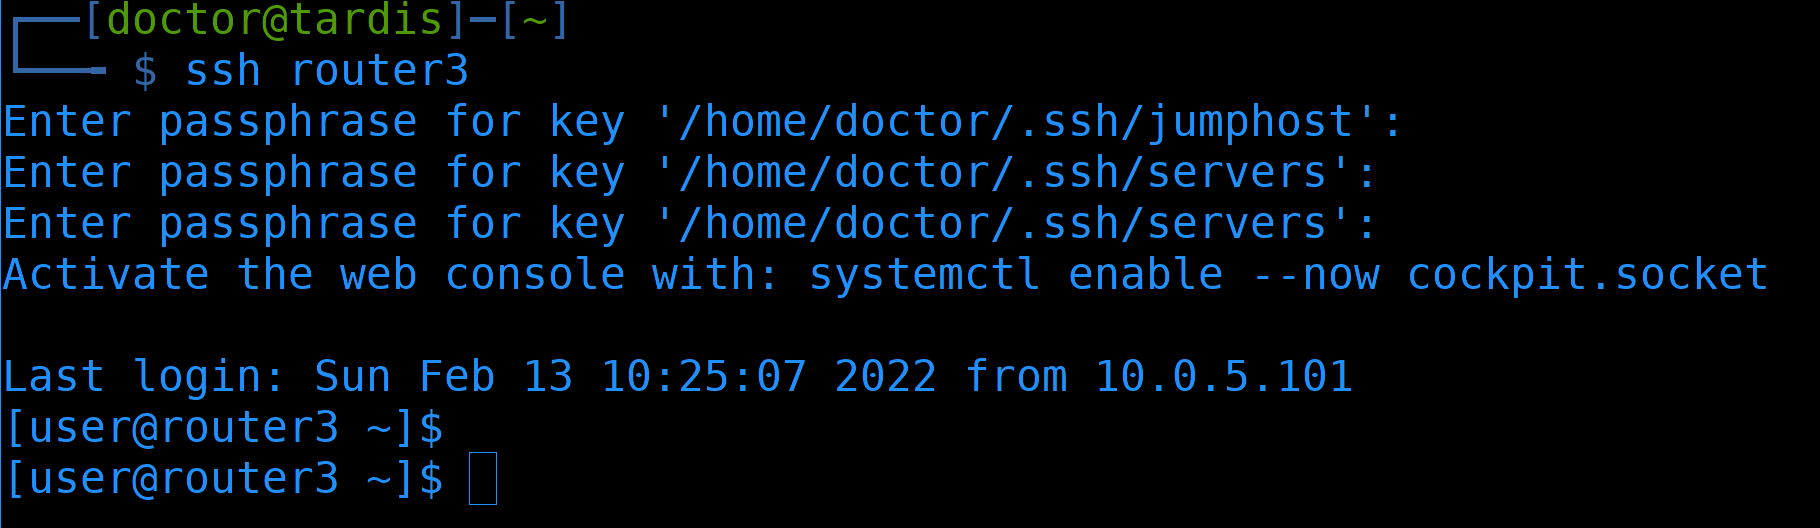 ┌───[doctor@tardis]─[~]
└──╼ $ ssh router3
Enter passphrase for key '/home/doctor/.ssh/jumphost':
Enter passphrase for key '/home/doctor/.ssh/servers':
Enter passphrase for key '/home/doctor/.ssh/servers':
Activate the web console with: systemctl enable --now cockpit.socket

Last login: Sun Feb 13 10:25:07 2022 from 10.0.5.101
[user@router3 ~]$
[user@router3 ~]$